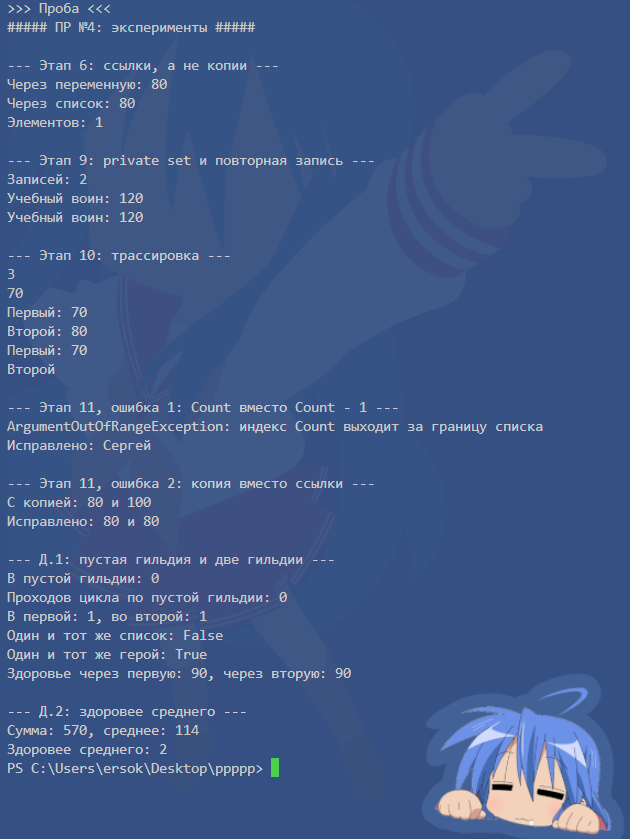 >>> Проба <<<
##### ПР №4: эксперименты #####
--- Этап 6: ссылки, а не копии ---
Через переменную: 80
Через список: 80
Элементов: 1
--- Этап 9: private set и повторная запись ---
Записей: 2
Учебный воин: 120
Учебный воин: 120
--- Этап 10: трассировка ---
3
70
Первый: 70
Второй: 80
Первый: 70
Второй
--- Этап 11, ошибка 1: Count вместо Count - 1 ---
ArgumentOutOfRangeException: индекс Count выходит за границу списка
Исправлено: Сергей
--- Этап 11, ошибка 2: копия вместо ссылки ---
С копией: 80 и 100
Исправлено: 80 и 80
--- Д.1: пустая гильдия и две гильдии ---
В пустой гильдии: 0
Проходов цикла по пустой гильдии: 0
В первой: 1, во второй: 1
Один и тот же список: False
Один и тот же герой: True
Здоровье через первую: 90, через вторую: 90
--- Д.2: здоровее среднего ---
Сумма: 570, среднее: 114
Здоровее среднего: 2
PS C:\Users\ersok\Desktop\ppppp>